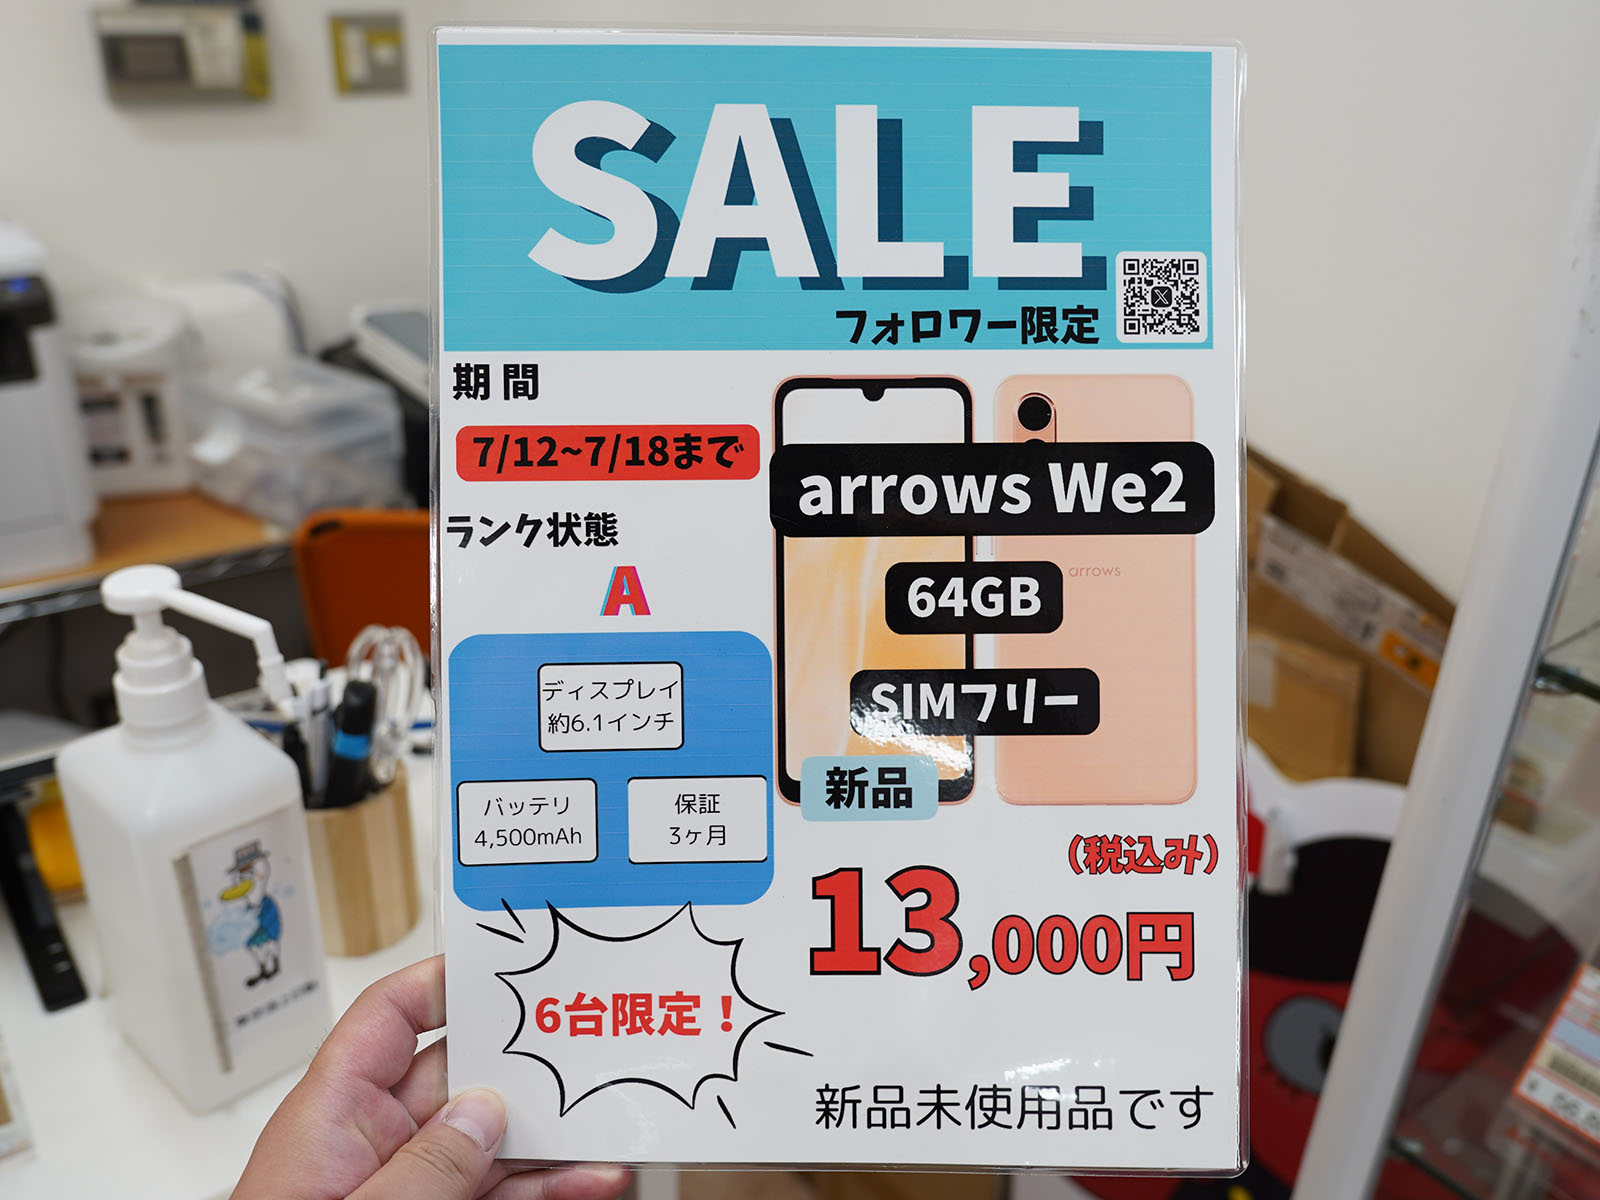 SALE
フォロワー限定
期間
7/12~7/18まで
ランク状態
A
ディスプレイ
約6.1インチ
バッテリ
4,500mAh
保証
3ヶ月
6台限定！
arrows We2
arrows
64GB
SIMフリー
新品
(税込み)
13,000円
新品未使用品です